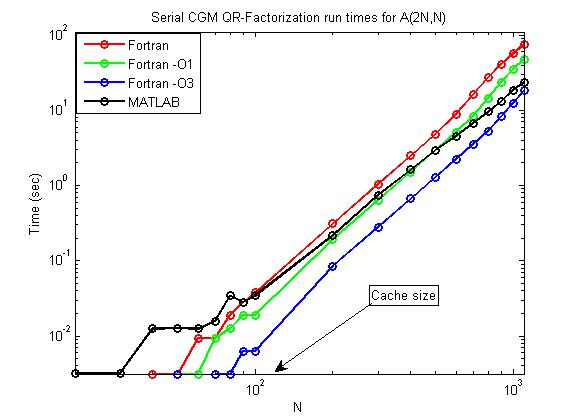 Serial CGM QR-Factorization run times for A(2N,N)
Fortran
Fortran -O1
Fortran -O3
MATLAB
10^2
10^1
10^0
10^-1
10^-2
Time (sec)
Cache size
10^2
10^3
N